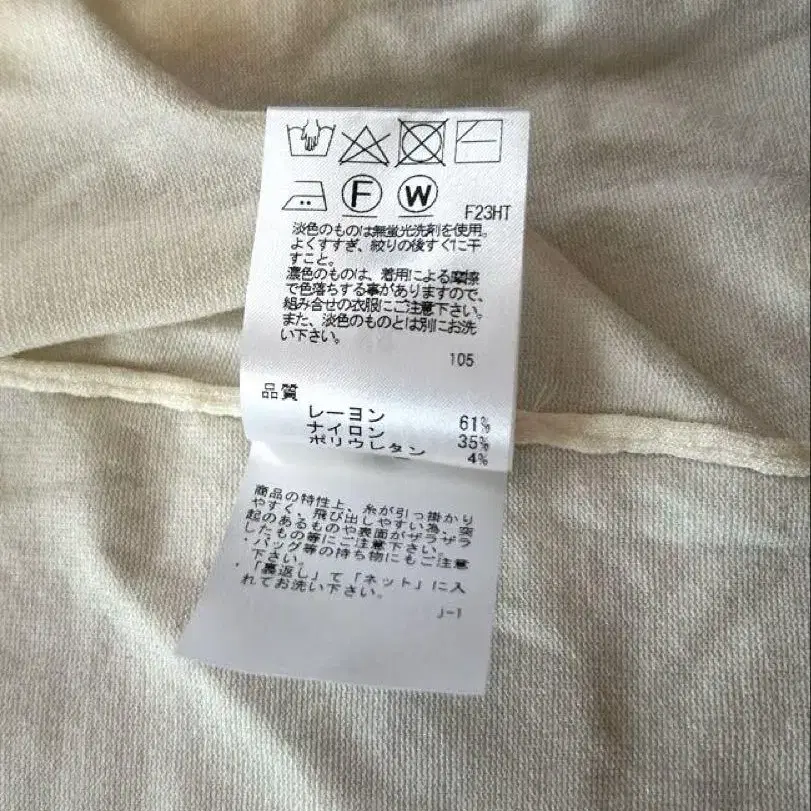 F
W
F23HT
淡色のものは無蛍光洗剤を使用。
よくすすぎ、絞りの後すぐに干
すこと。
濃色のものは、着用による摩擦
で色落ちする事がありますので、
組み合せの衣服にご注意下さい。
また、淡色のものとは別にお洗
い下さい。
105
品質
レーヨン 61%
ナイロン 35%
ポリウレタン 4%
商品の特性上、糸が引っ掛かり
やすく、飛び出しやすい為、突
起のあるものや表面がザラザラ
したもの等にご注意下さい。
・バッグ等の持ち物にもご注意
下さい。
・「裏返し」て「ネット」に入
れてお洗い下さい。
J-1